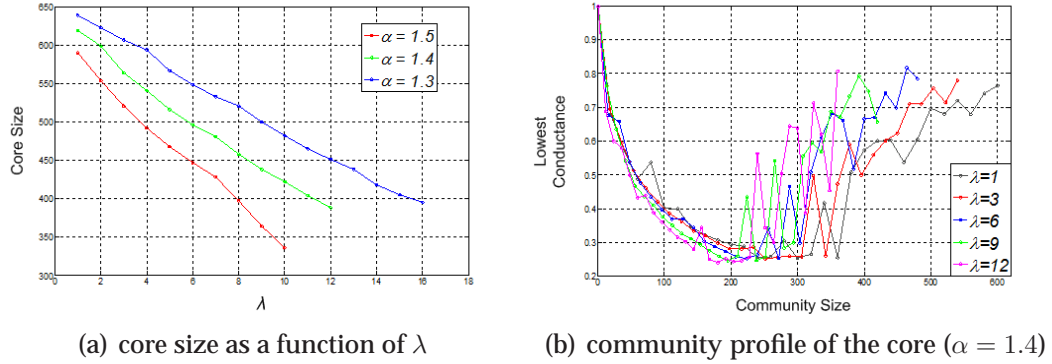 650
600
550
500
450
400
350
300
0 2 4 6 8 10 12 14 16 18
Core Size
λ
α = 1.5
α = 1.4
α = 1.3
(a) core size as a function of λ
1
0.9
0.8
0.7
0.6
0.5
0.4
0.3
0.2
0 100 200 300 400 500 600
Lowest
Conductance
Community Size
λ=1
λ=3
λ=6
λ=9
λ=12
(b) community profile of the core (α = 1.4)